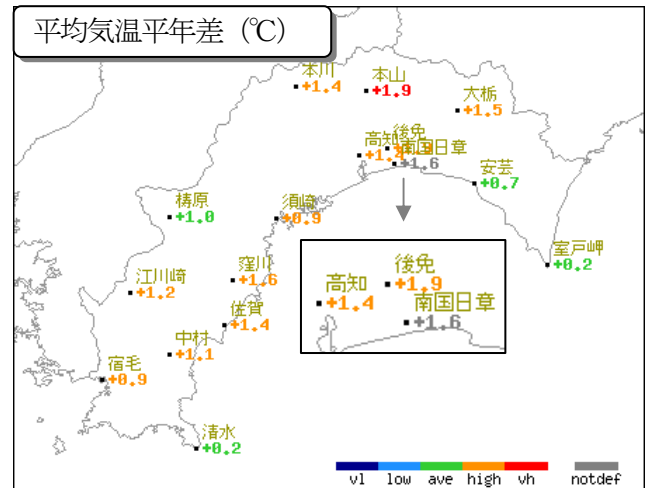 平均気温平年差（℃）
本川
+1.4
本山
+1.9
大栃
+1.5
高知
+1.4
後免
+1.9
南国日章
+1.6
安芸
+0.7
梼原
+1.0
須崎
+0.9
室戸岬
+0.2
江川崎
+1.2
窪川
+1.6
佐賀
+1.4
中村
+1.1
宿毛
+0.9
清水
+0.2
後免
+1.9
高知
+1.4
南国日章
+1.6
vl low ave high vh notdef